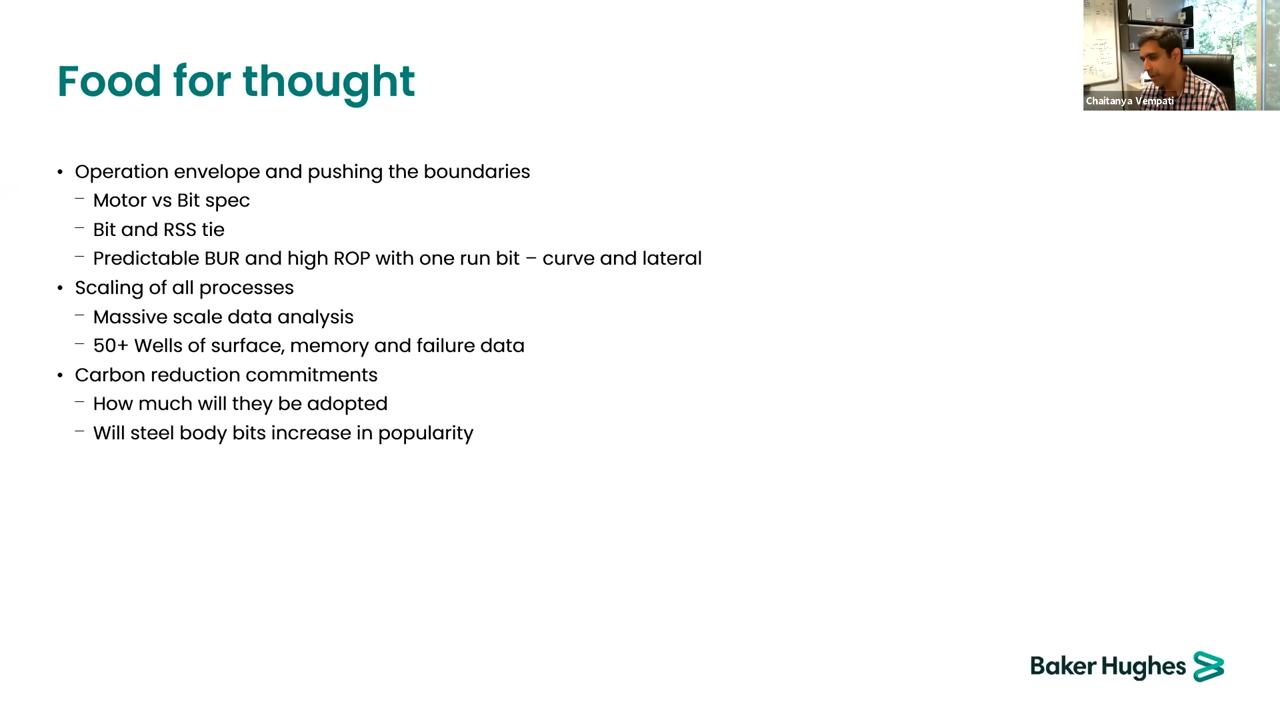 Food for thought
Chaitanya Vempati
• Operation envelope and pushing the boundaries
– Motor vs Bit spec
– Bit and RSS tie
– Predictable BUR and high ROP with one run bit – curve and lateral
• Scaling of all processes
– Massive scale data analysis
– 50+ Wells of surface, memory and failure data
• Carbon reduction commitments
– How much will they be adopted
– Will steel body bits increase in popularity
Baker Hughes